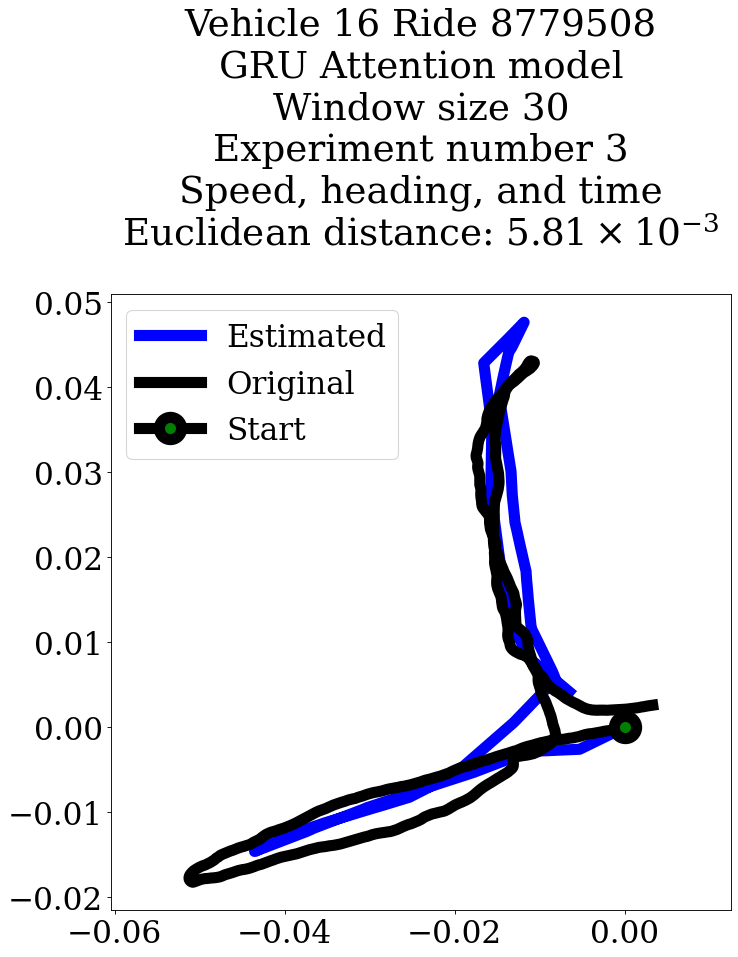 Vehicle 16 Ride 8779508
GRU Attention model
Window size 30
Experiment number 3
Speed, heading, and time
Euclidean distance: 5.81 × 10⁻³
Estimated
Original
Start
0.05
0.04
0.03
0.02
0.01
0.00
−0.01
−0.02
−0.06 −0.04 −0.02 0.00